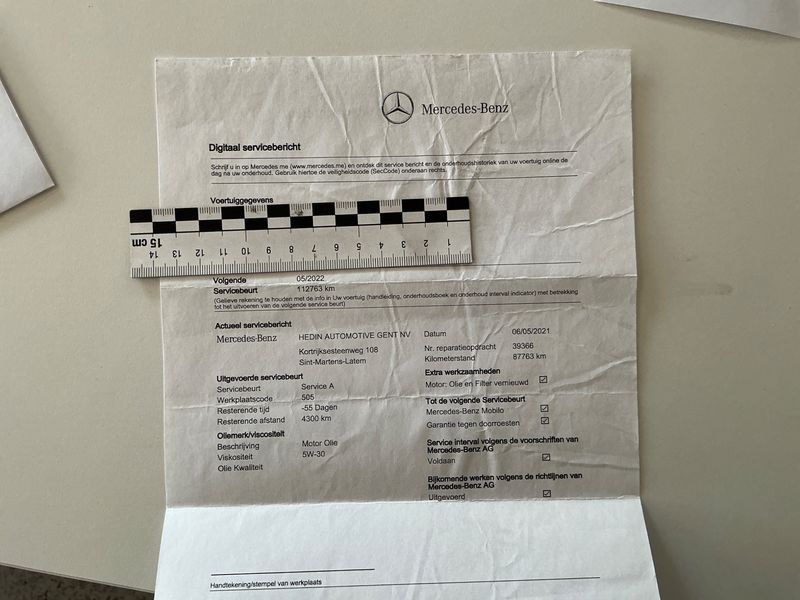 Mercedes-Benz
Digitaal servicebericht
Schrijf u in op Mercedes me (www.mercedes.me) en ontdek dit service bericht en de onderhoudshistoriek van uw voertuig online de
dag na uw onderhoud. Gebruik hiertoe de veiligheidscode (SecCode) onderaan rechts.
Voertuiggegevens
15 cm 14 13 12 11 10 9 8 7 6 5 4 3 2 1
Volgende 05/2022
Servicebeurt 112763 km
(Gelieve rekening te houden met de info in Uw voertuig (handleiding, onderhoudsboek en onderhoud interval indicator) met betrekking
tot het uitvoeren van de volgende service beurt)
Actueel servicebericht
Mercedes-Benz HEDIN AUTOMOTIVE GENT NV
Kortrijksesteenweg 108
Sint-Martens-Latem
Datum 06/05/2021
Nr. reparatieopdracht 39366
Kilometerstand 87763 km
Uitgevoerde servicebeurt
Servicebeurt Service A
Werkplaatscode 505
Resterende tijd -55 Dagen
Resterende afstand 4300 km
Oliemerk/viscositeit
Beschrijving Motor Olie
Viskositeit 5W-30
Olie Kwaliteit
Extra werkzaamheden
Motor: Olie en Filter vernieuwd
Tot de volgende Servicebeurt
Mercedes-Benz Mobilo
Garantie tegen doorroesten
Service interval volgens de voorschriften van
Mercedes-Benz AG
Voldaan
Bijkomende werken volgens de richtlijnen van
Mercedes-Benz AG
Uitgevoerd
Handtekening/stempel van werkplaats